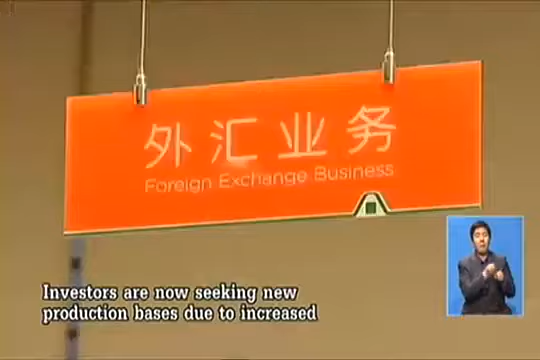 外汇业务
Foreign Exchange Business
Investors are now seeking new
production bases due to increased